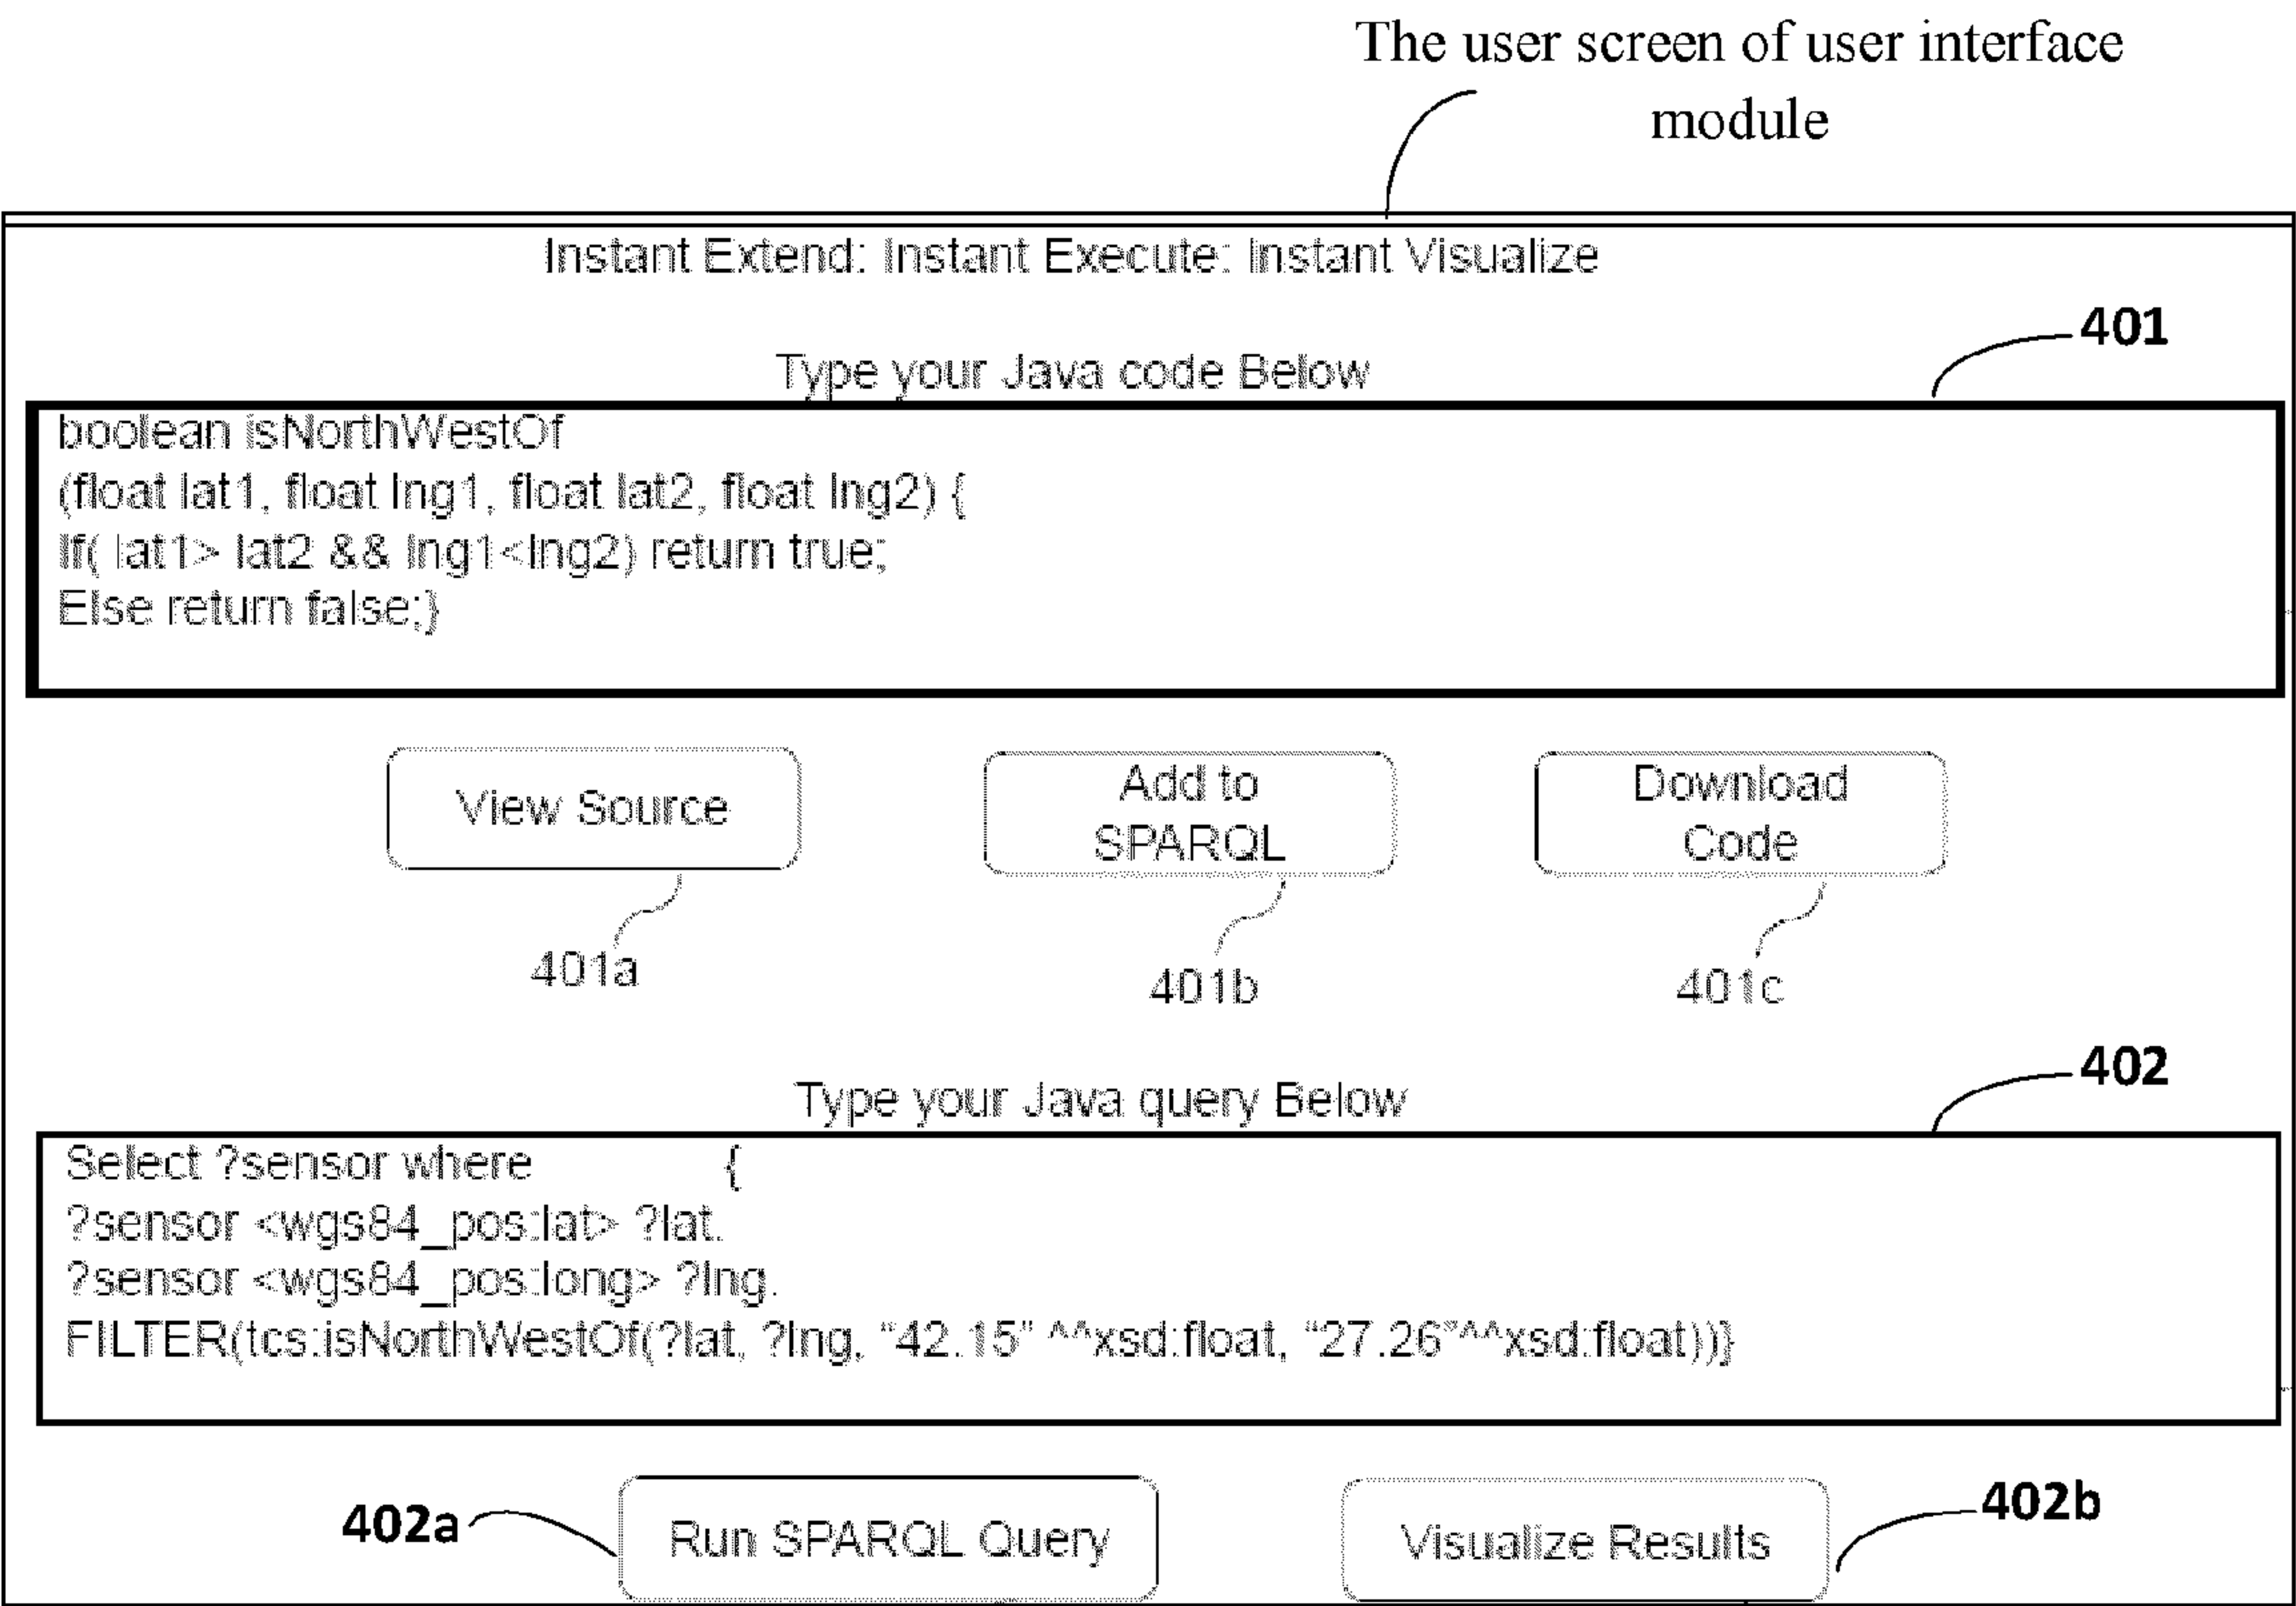 The user screen of user interface
module
Instant Extend: Instant Execute: Instant Visualize
401
Type your Java code Below
boolean isNorthWestOf
(float lat1, float lng1, float lat2, float lng2) {
If( lat1> lat2 && lng1<lng2) return true;
Else return false;}
View Source
Add to
SPARQL
Download
Code
401a
401b
401c
402
Type your Java query Below
Select ?sensor where {
?sensor <wgs84_pos:lat> ?lat.
?sensor <wgs84_pos:long> ?lng.
FILTER(tcs:isNorthWestOf(?lat, ?lng, “42.15” ^^xsd:float, “27.26”^^xsd:float))}
402a
Run SPARQL Query
Visualize Results
402b